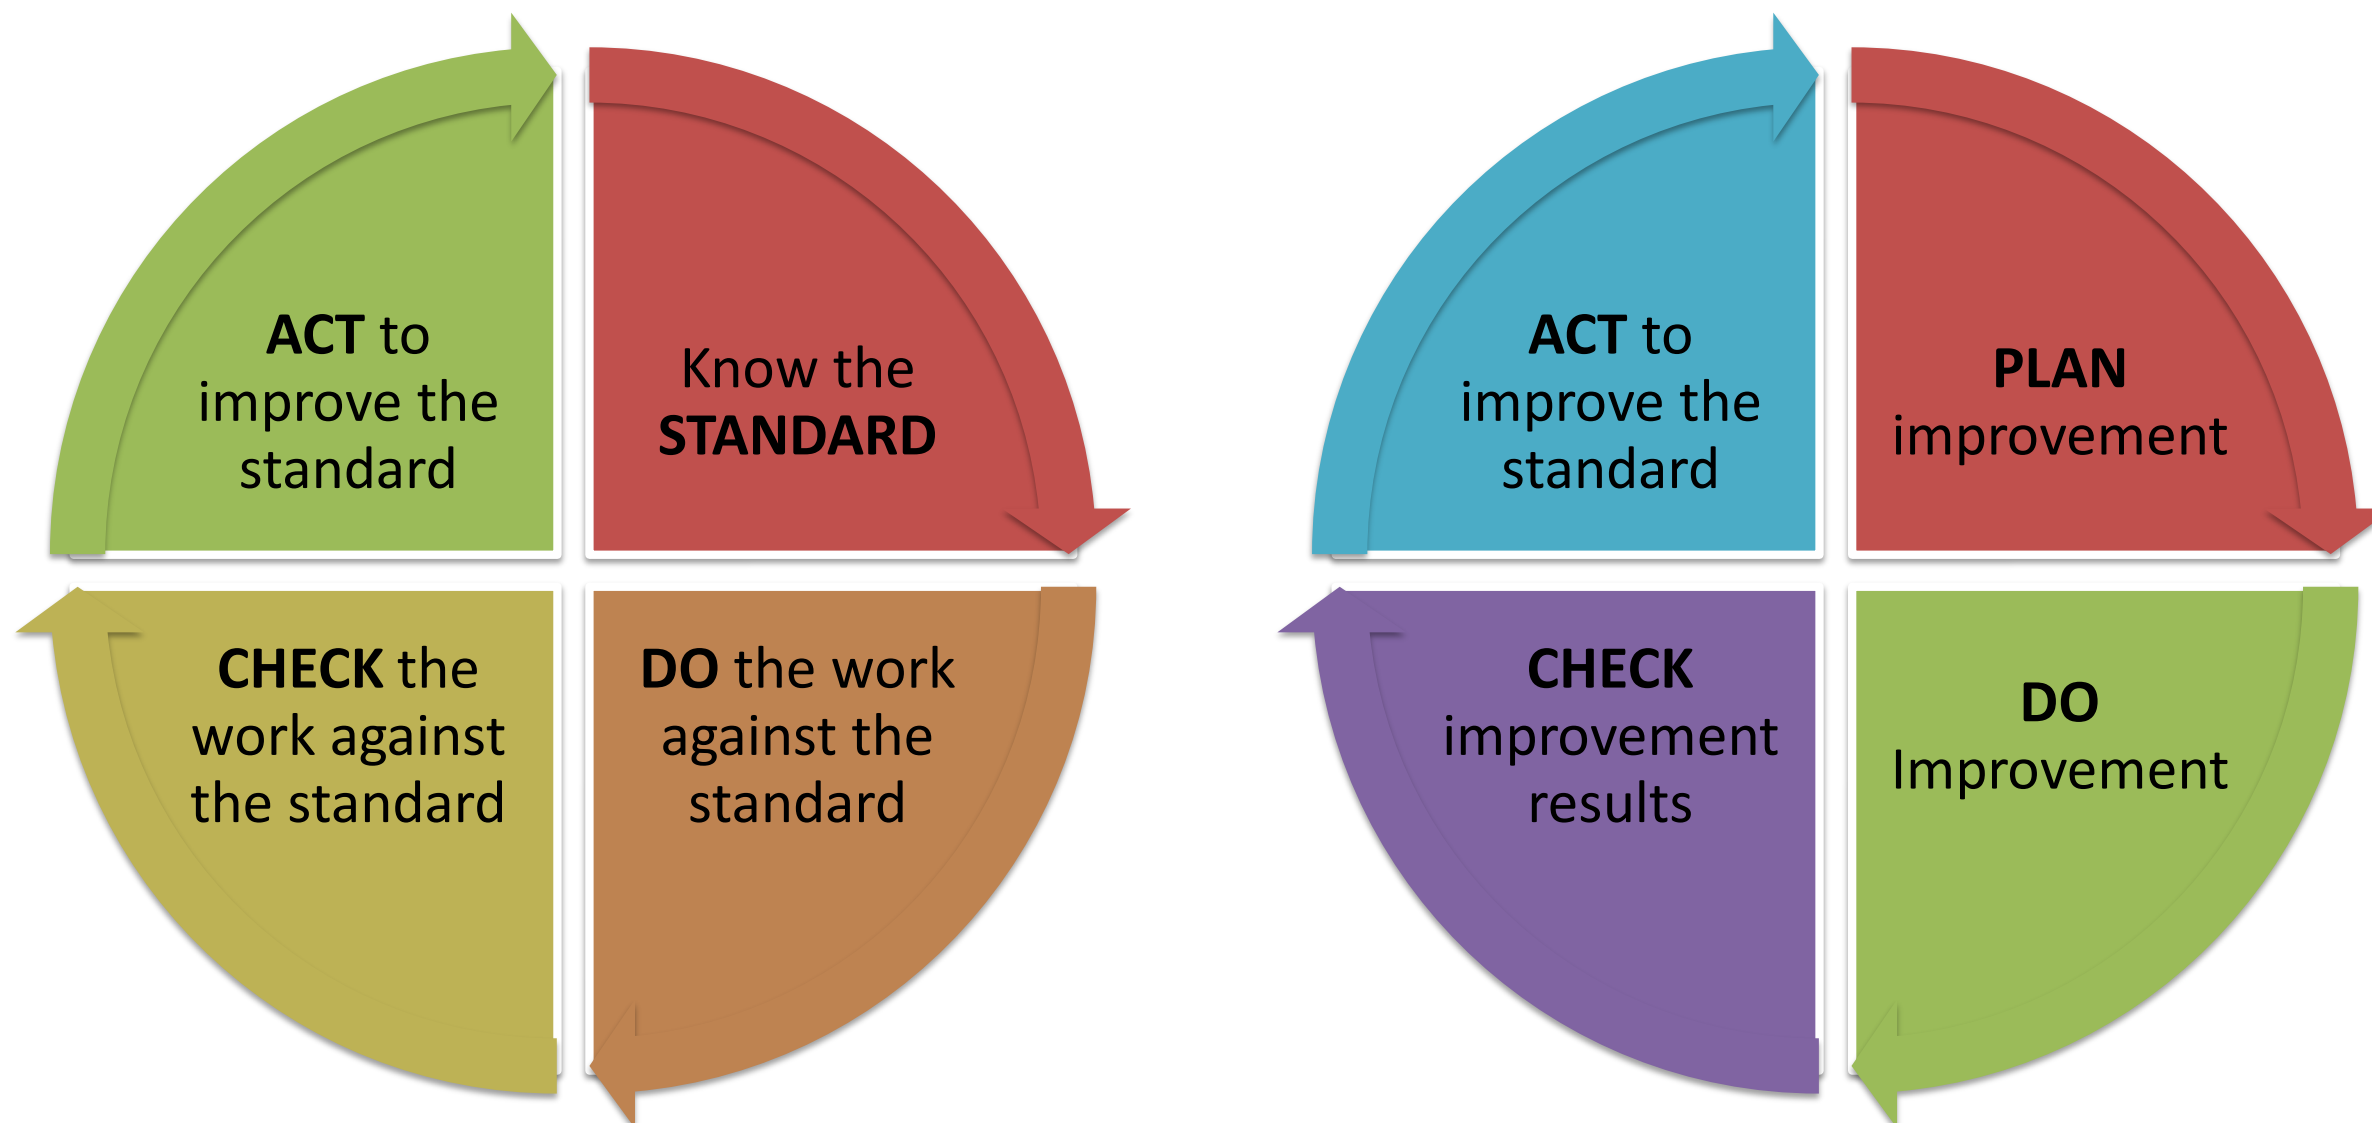 ACT to
improve the
standard
Know the
STANDARD
CHECK the
work against
the standard
DO the work
against the
standard
ACT to
improve the
standard
PLAN
improvement
CHECK
improvement
results
DO
Improvement